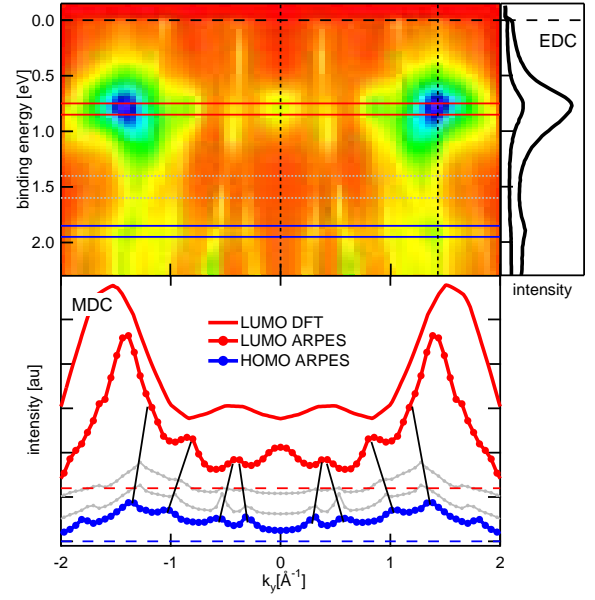 0.0
0.5
1.0
1.5
2.0
binding energy [eV]
EDC
intensity
MDC
LUMO DFT
LUMO ARPES
HOMO ARPES
intensity [au]
-2
-1
0
1
2
k_y[Å⁻¹]